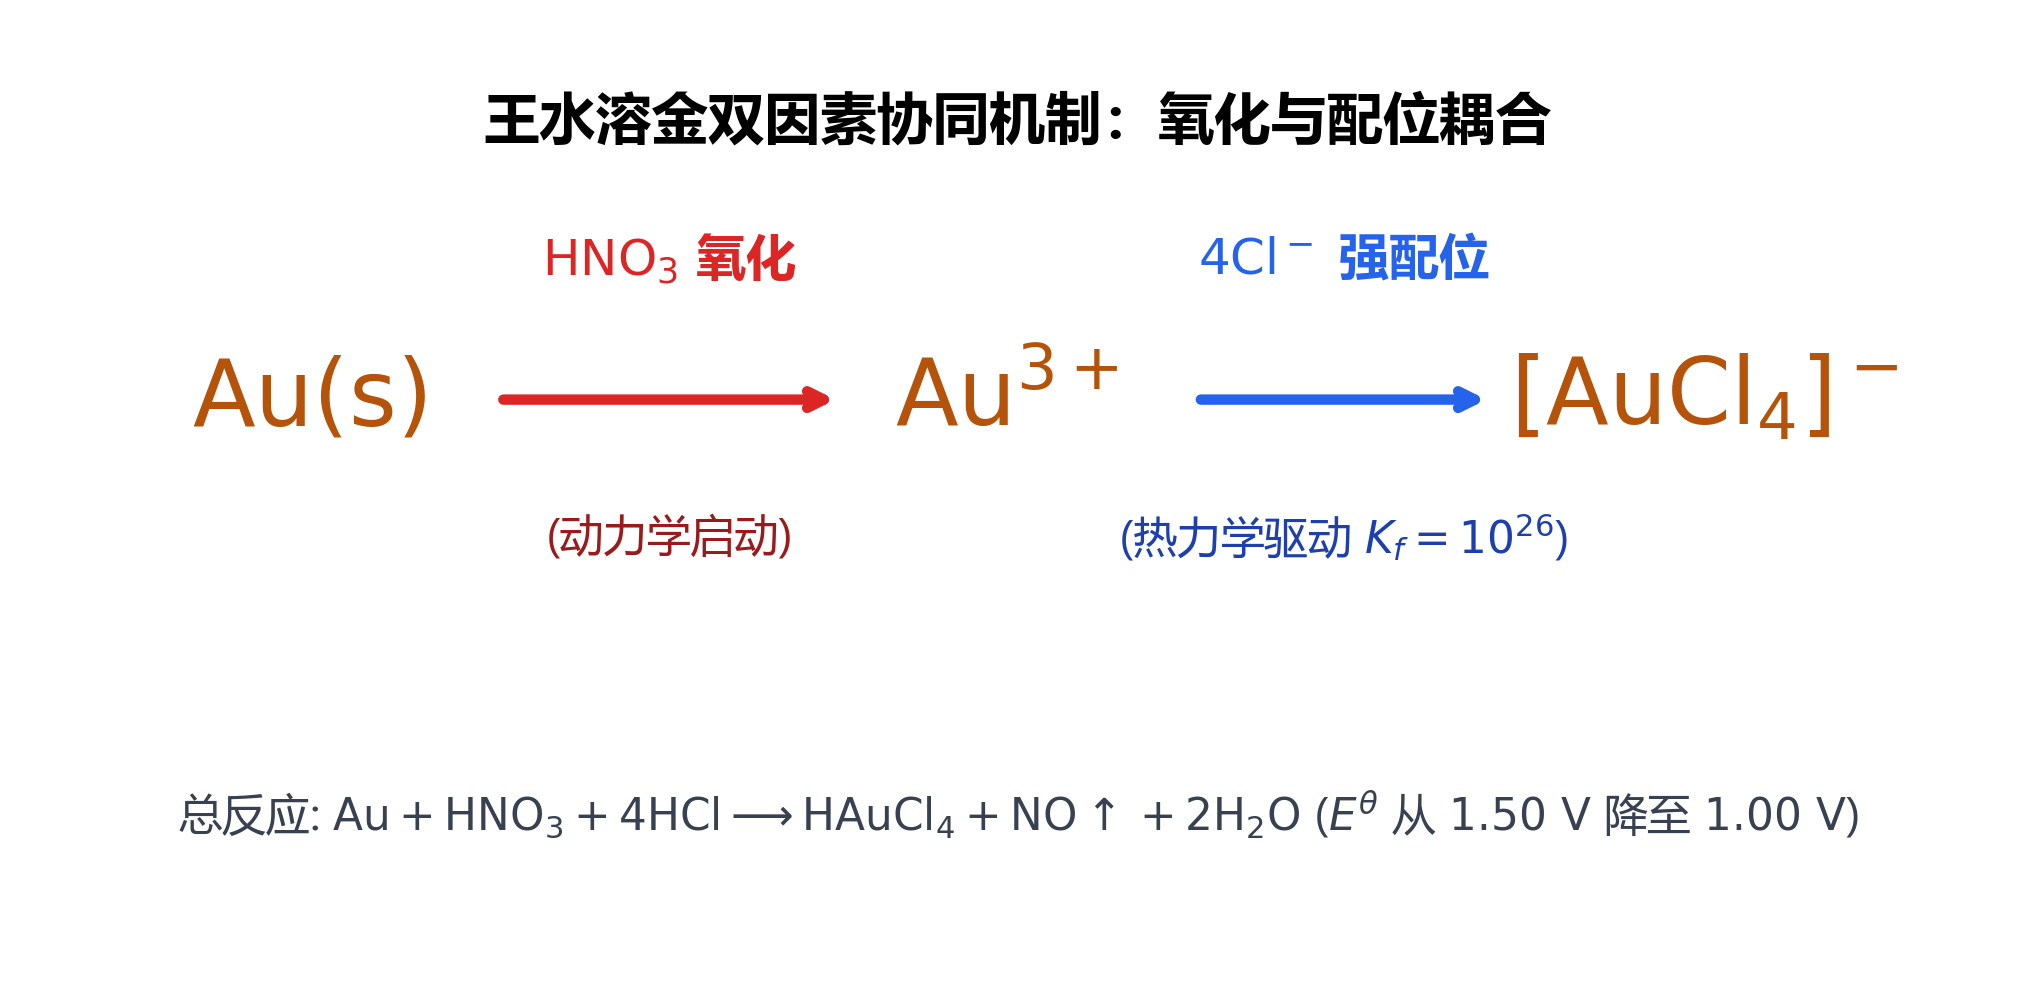 王水溶金双因素协同机制：氧化与配位耦合
HNO₃ 氧化
4Cl⁻ 强配位
Au(s)
Au³⁺
[AuCl₄]⁻
(动力学启动)
(热力学驱动 K_f = 10²⁶)
总反应: Au + HNO₃ + 4HCl ⟶ HAuCl₄ + NO↑ + 2H₂O (E^θ 从 1.50 V 降至 1.00 V)